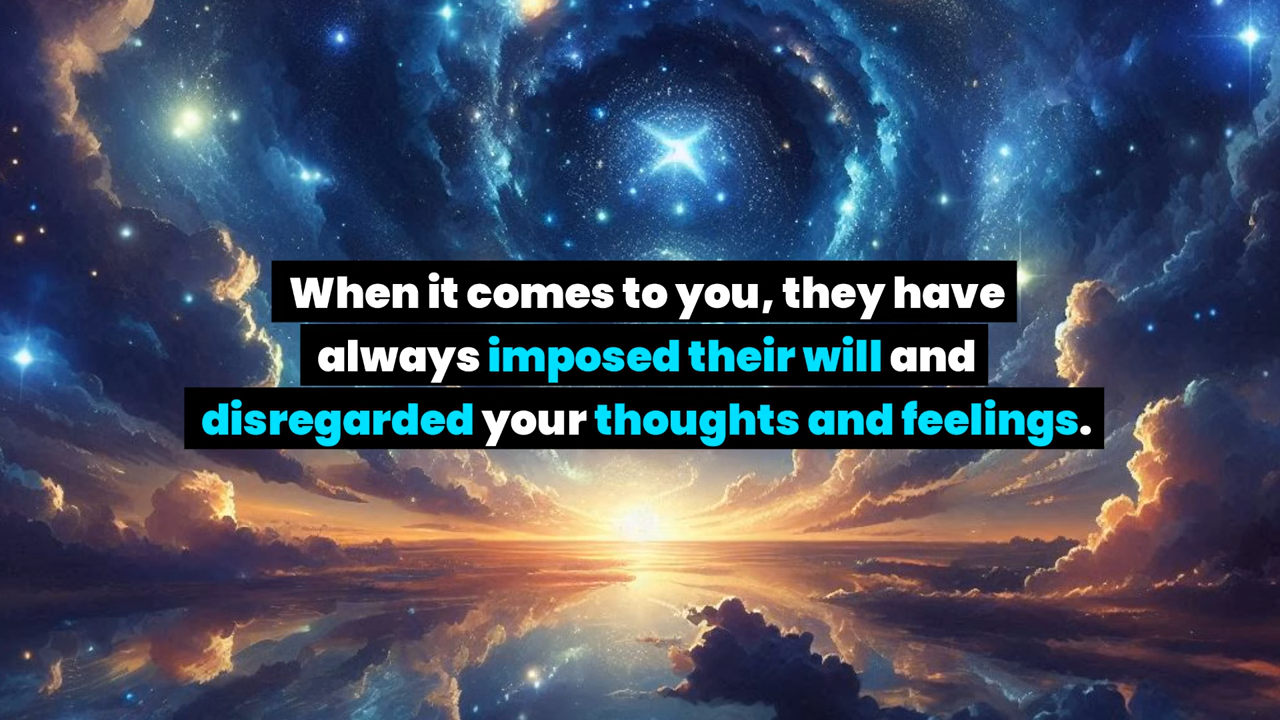 When it comes to you, they have
always imposed their will and
disregarded your thoughts and feelings.